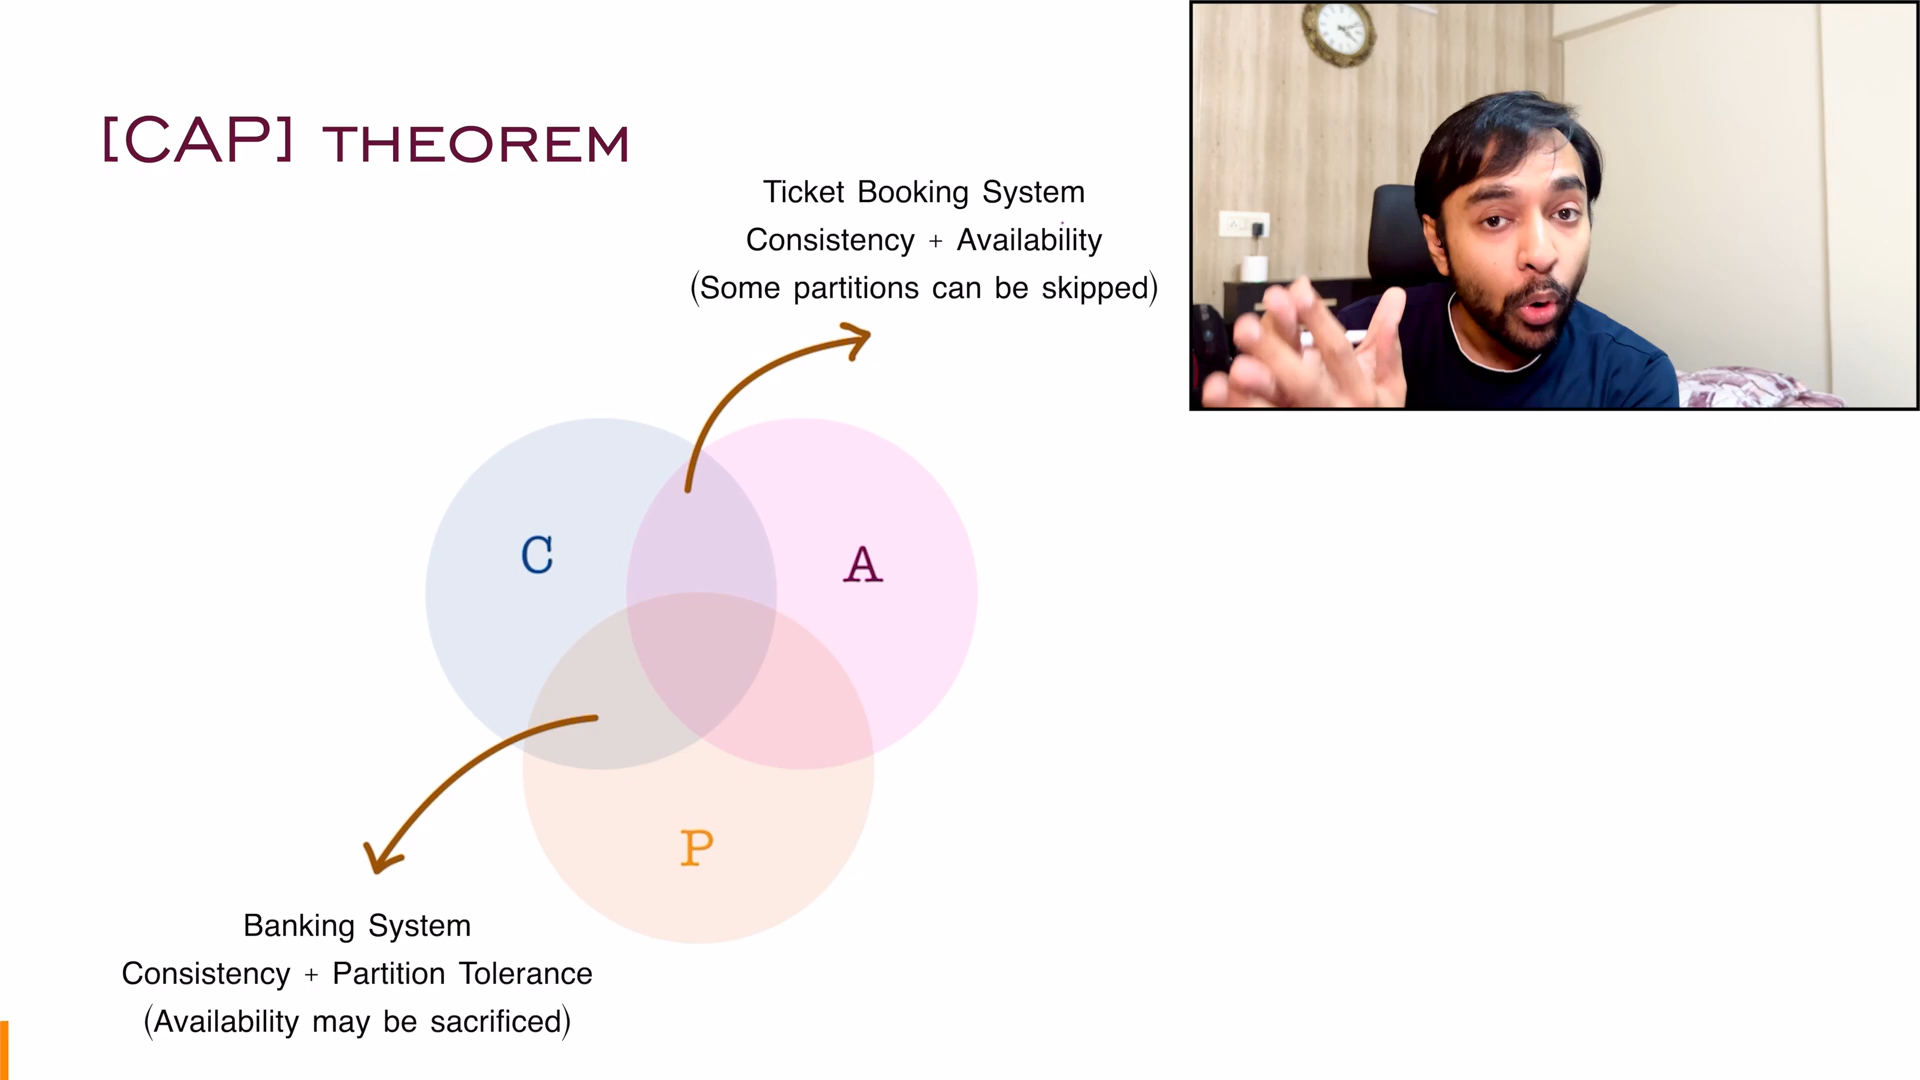 [CAP] THEOREM
Ticket Booking System
Consistency + Availability
(Some partitions can be skipped)
C
A
P
Banking System
Consistency + Partition Tolerance
(Availability may be sacrificed)